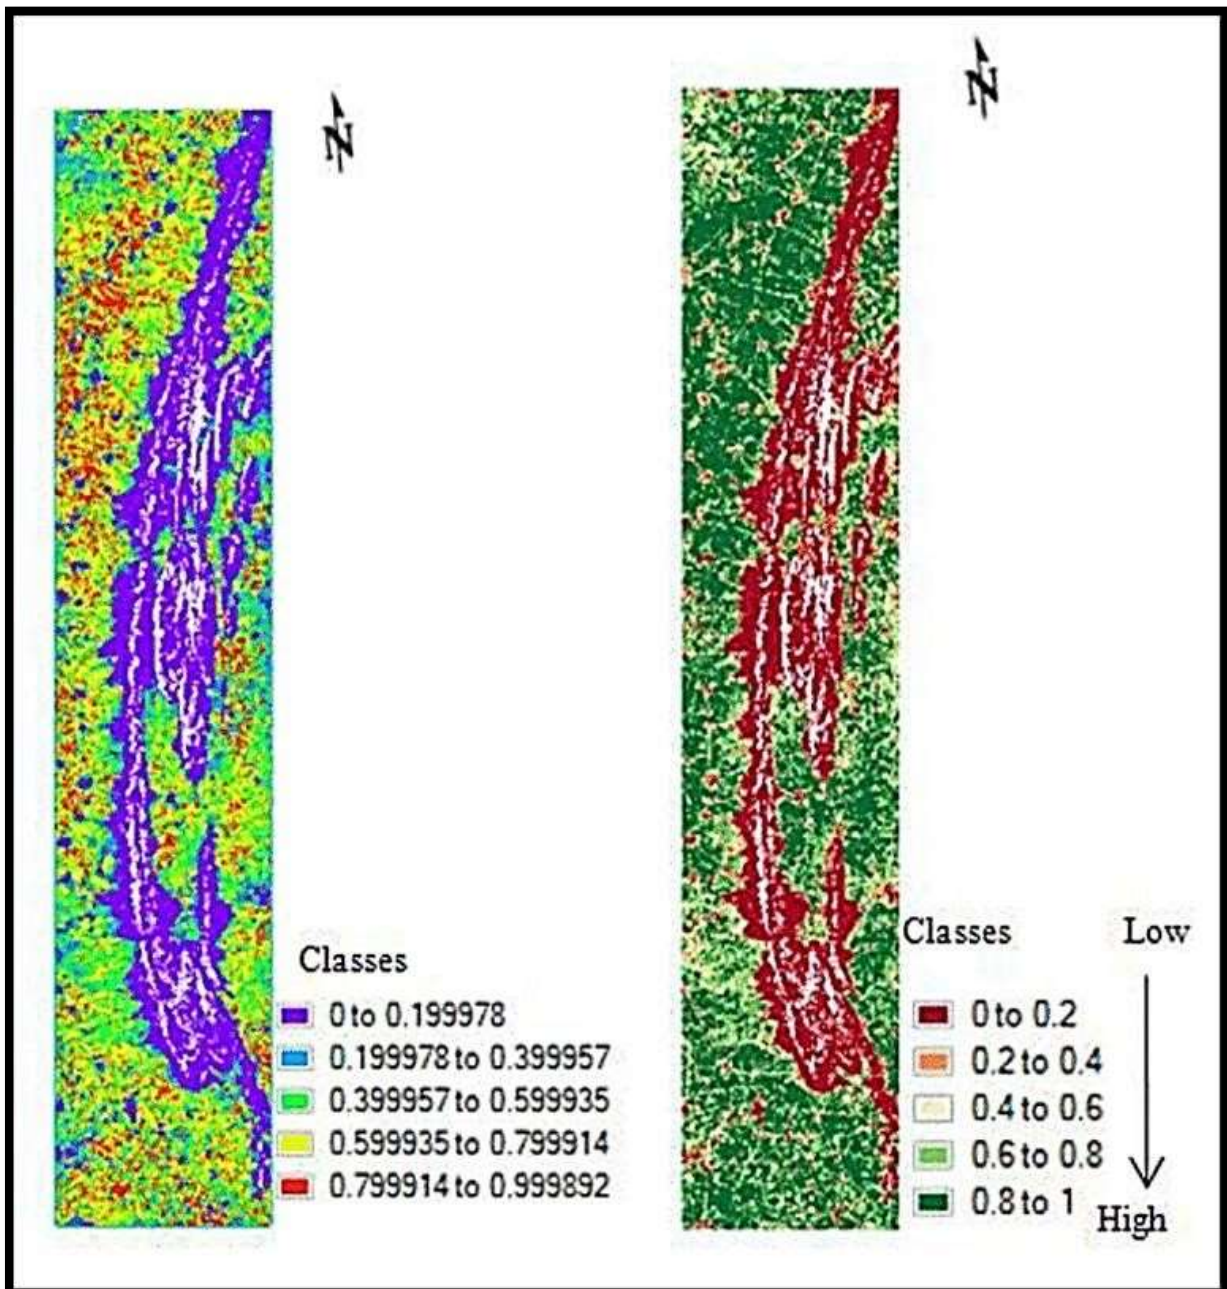 N
N
Classes
0 to 0.199978
0.199978 to 0.399957
0.399957 to 0.599935
0.599935 to 0.799914
0.799914 to 0.999892
Classes
0 to 0.2
0.2 to 0.4
0.4 to 0.6
0.6 to 0.8
0.8 to 1
Low
High